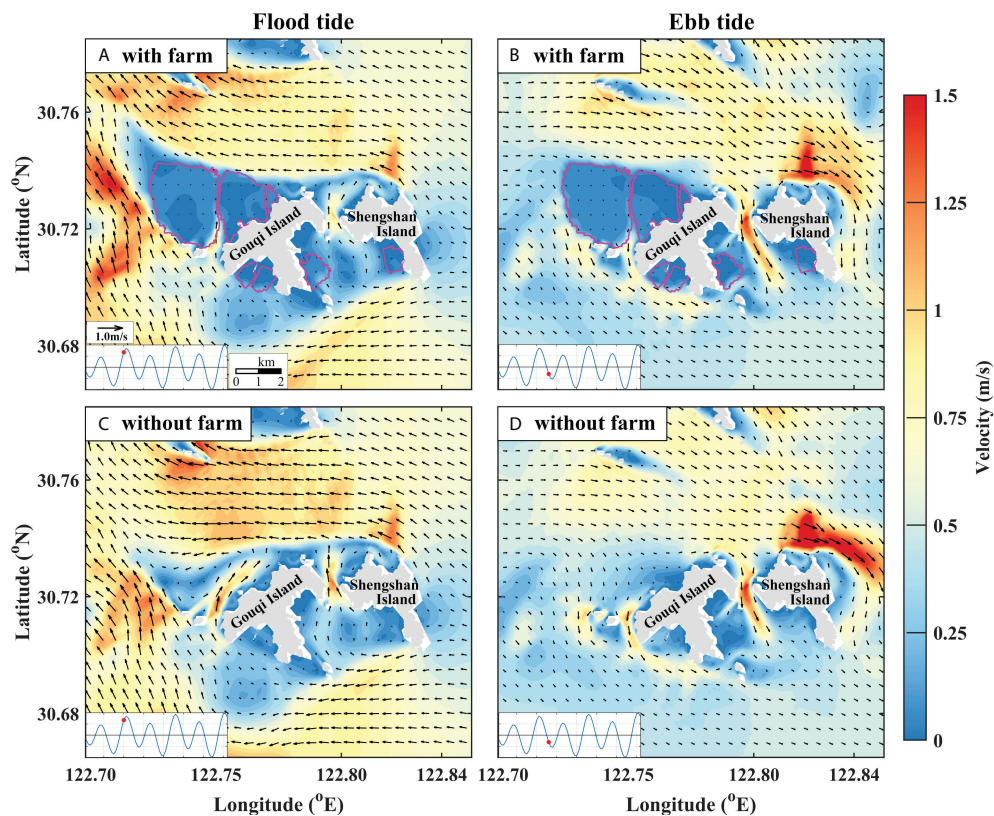 Flood tide
Ebb tide
A with farm
B with farm
30.76
30.72
30.68
Latitude (°N)
Gouqi Island
Shengshan
Island
Gouqi Island
Shengshan
Island
1.0m/s
km
0 1 2
C without farm
D without farm
30.76
30.72
30.68
Latitude (°N)
Gouqi Island
Shengshan
Island
Gouqi Island
Shengshan
Island
122.70 122.75 122.80 122.84
122.70 122.75 122.80 122.84
Longitude (°E)
Longitude (°E)
1.5
1
0.75
0.5
0.25
0
Velocity (m/s)